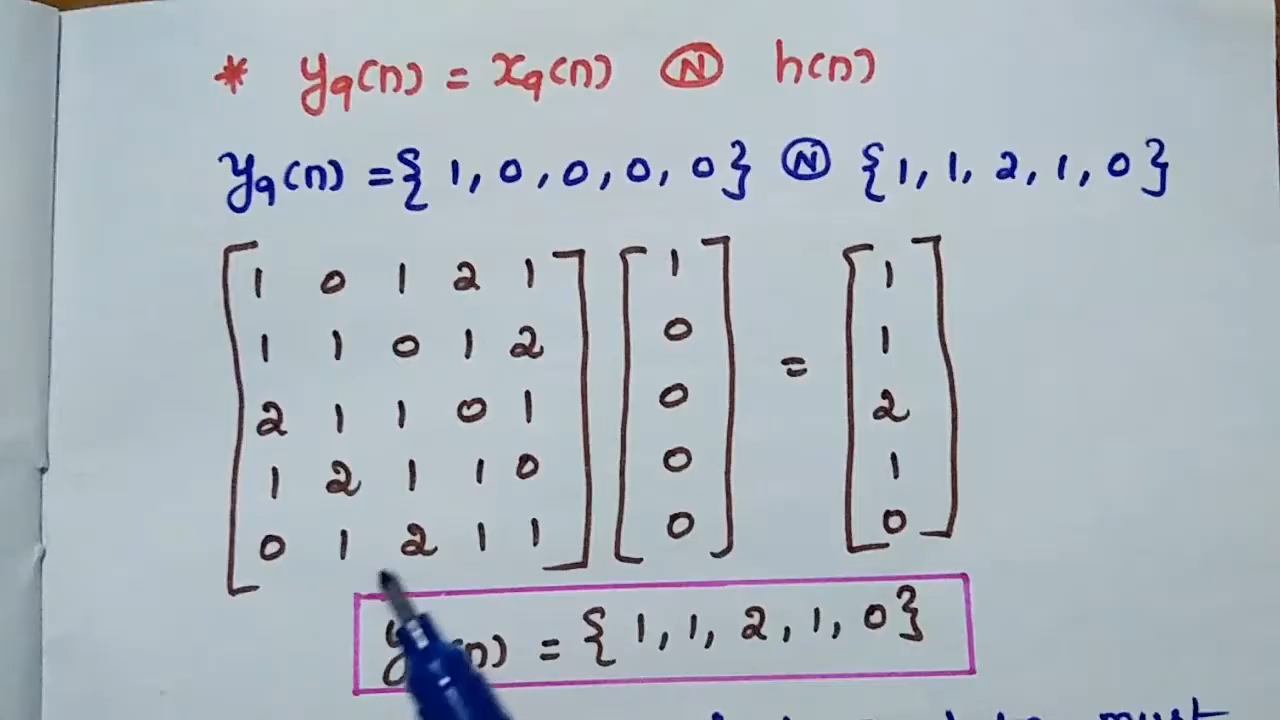 * y9(n) = x9(n) Ⓝ h(n)
y9(n) = { 1, 0, 0, 0, 0 } Ⓝ { 1, 1, 2, 1, 0 }
[ 1 0 1 2 1 ] [ 1 ] [ 1 ]
[ 1 1 0 1 2 ] [ 0 ] = [ 1 ]
[ 2 1 1 0 1 ] [ 0 ] [ 2 ]
[ 1 2 1 1 0 ] [ 0 ] [ 1 ]
[ 0 1 2 1 1 ] [ 0 ] [ 0 ]
y (n) = { 1, 1, 2, 1, 0 }
must